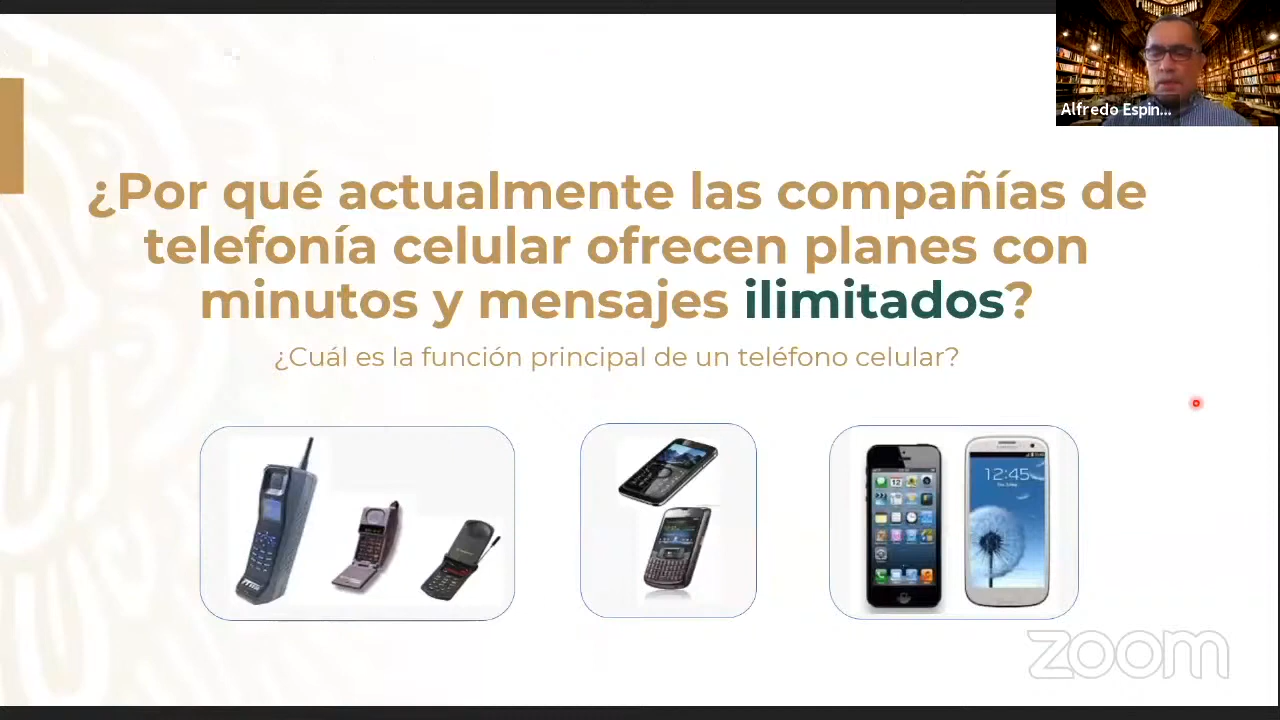 Alfredo Espin...
¿Por qué actualmente las compañías de
telefonía celular ofrecen planes con
minutos y mensajes ilimitados?
¿Cuál es la función principal de un teléfono celular?
12:45
zoom